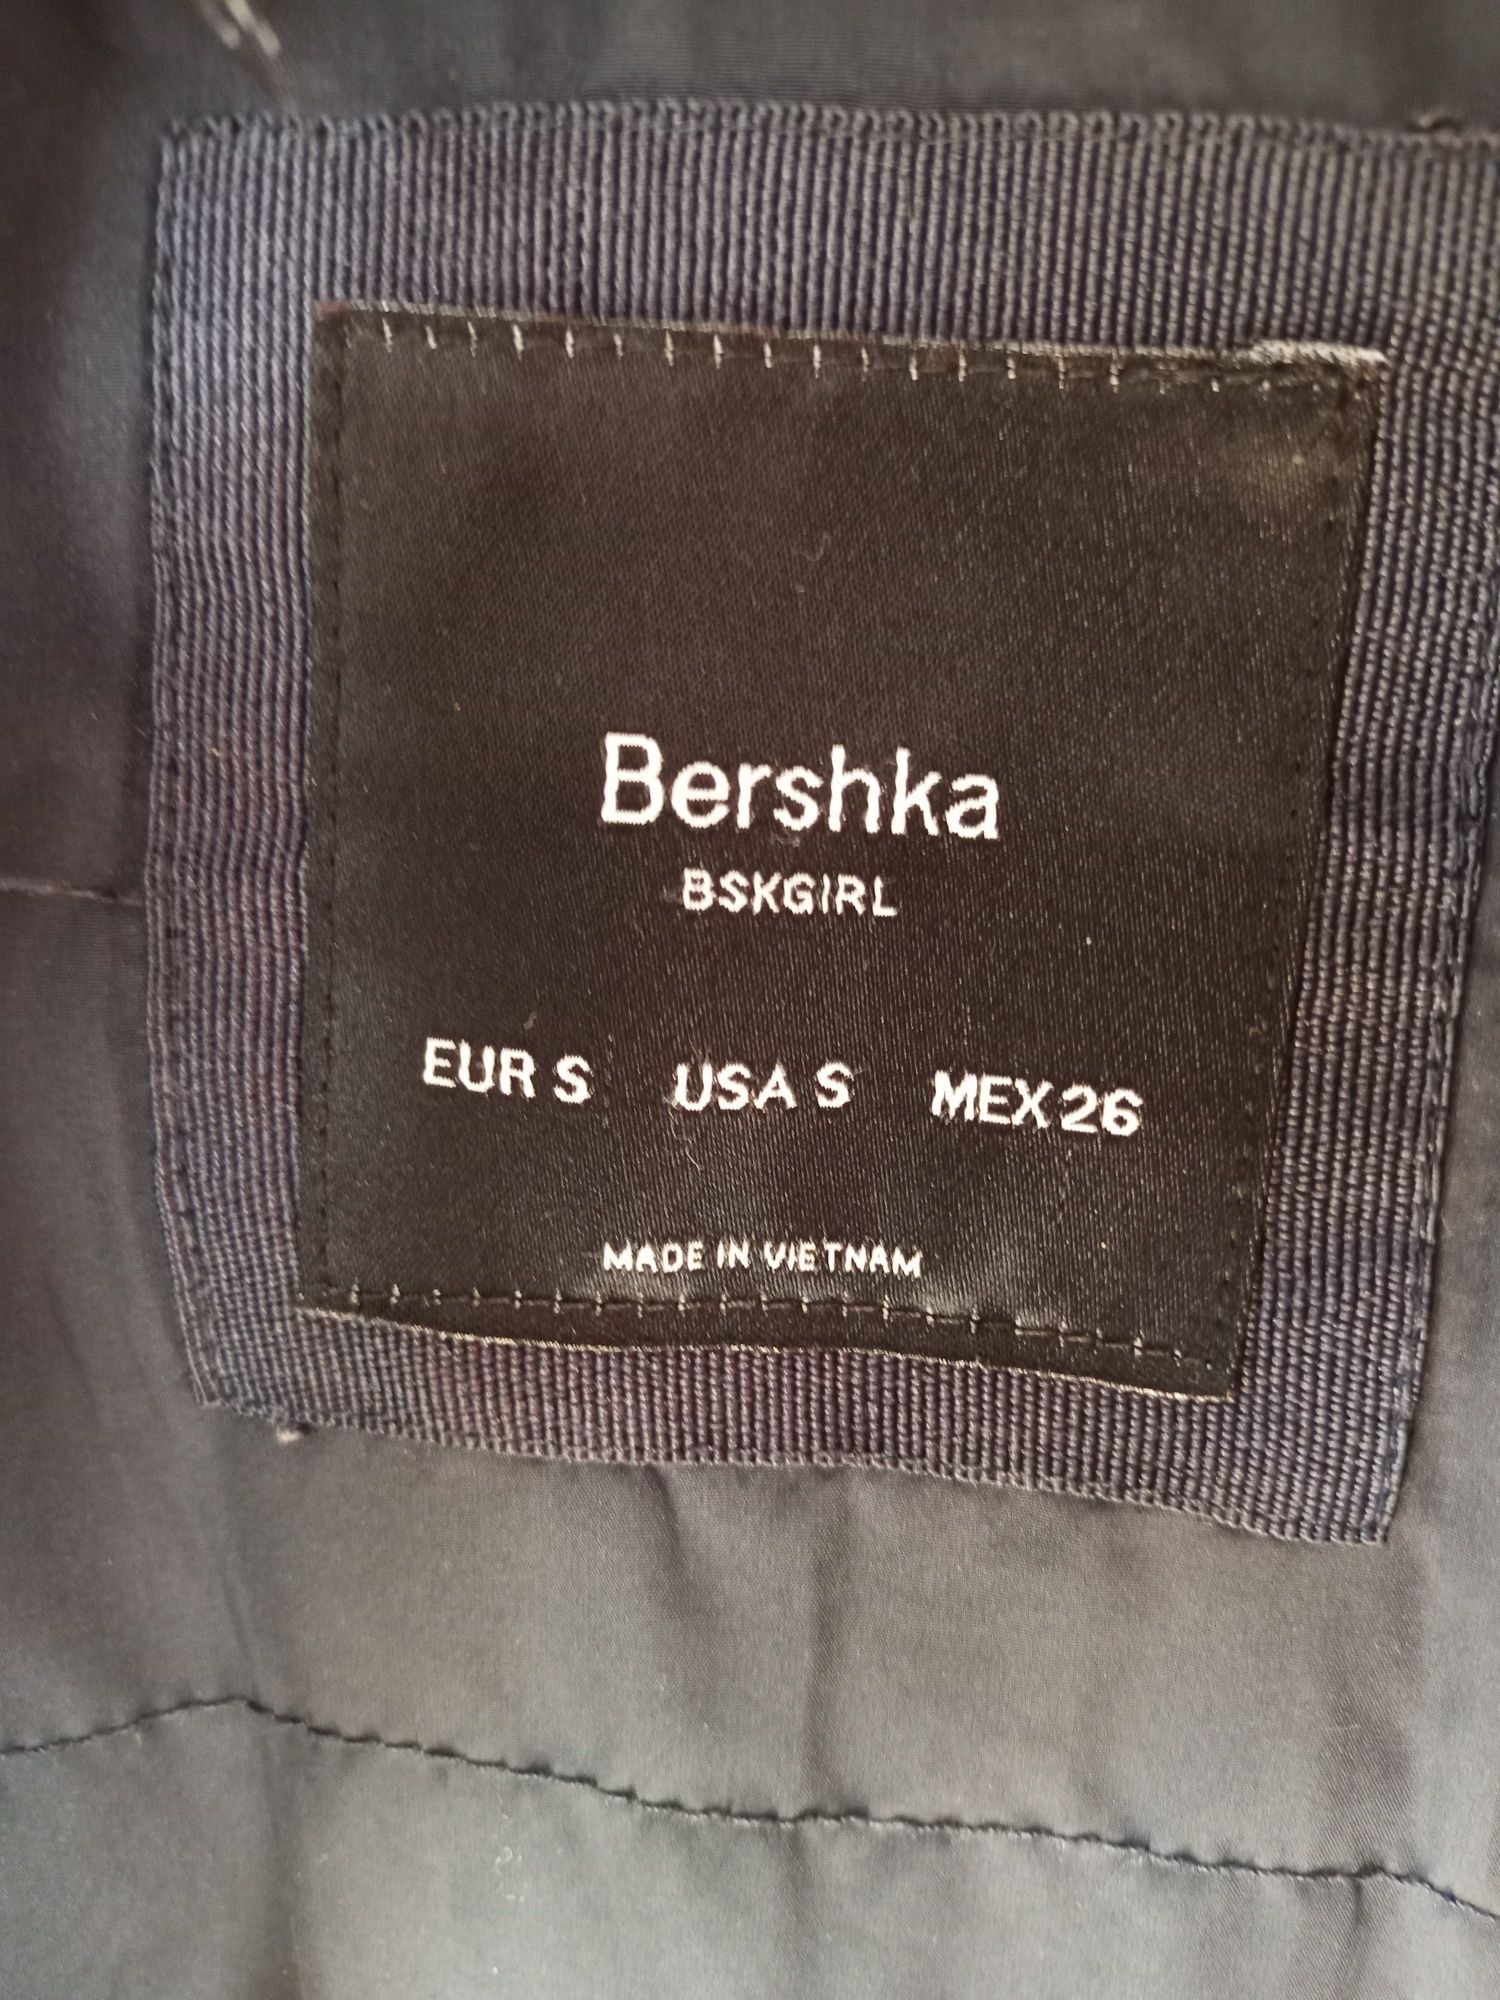 Bershka
BSKGIRL
EUR S USA S MEX 26
MADE IN VIETNAM